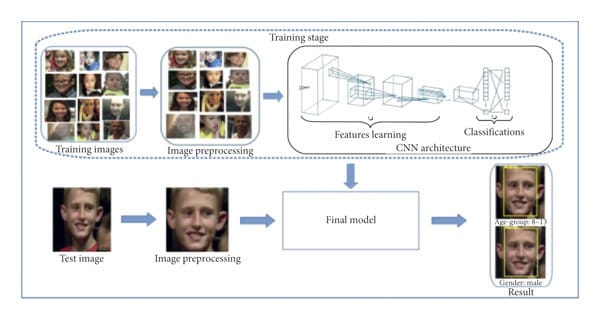 Training stage
Training images
Image preprocessing
Features learning
Classifications
CNN architecture
Test image
Image preprocessing
Final model
Age-group: 8–13
Gender: male
Result